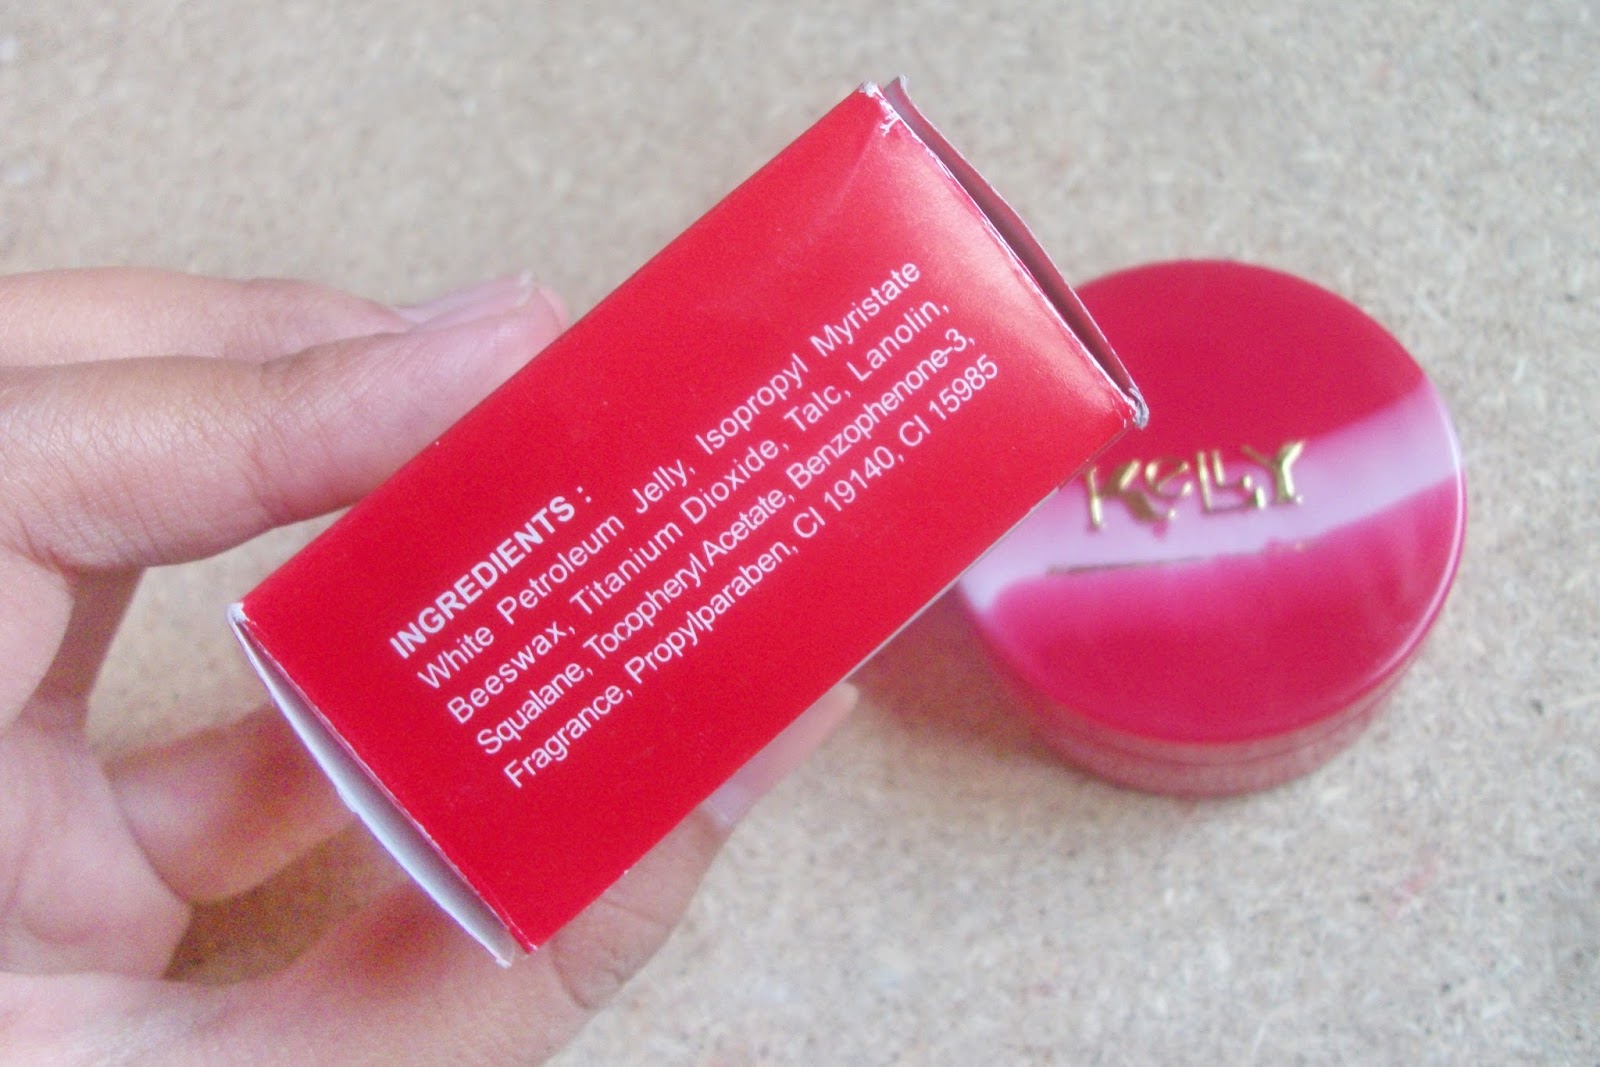 INGREDIENTS :
White Petroleum Jelly, Isopropyl Myristate
Beeswax, Titanium Dioxide, Talc, Lanolin,
Squalane, Tocopheryl Acetate, Benzophenone-3,
Fragrance, Propylparaben, CI 19140, CI 15985
KeLLY